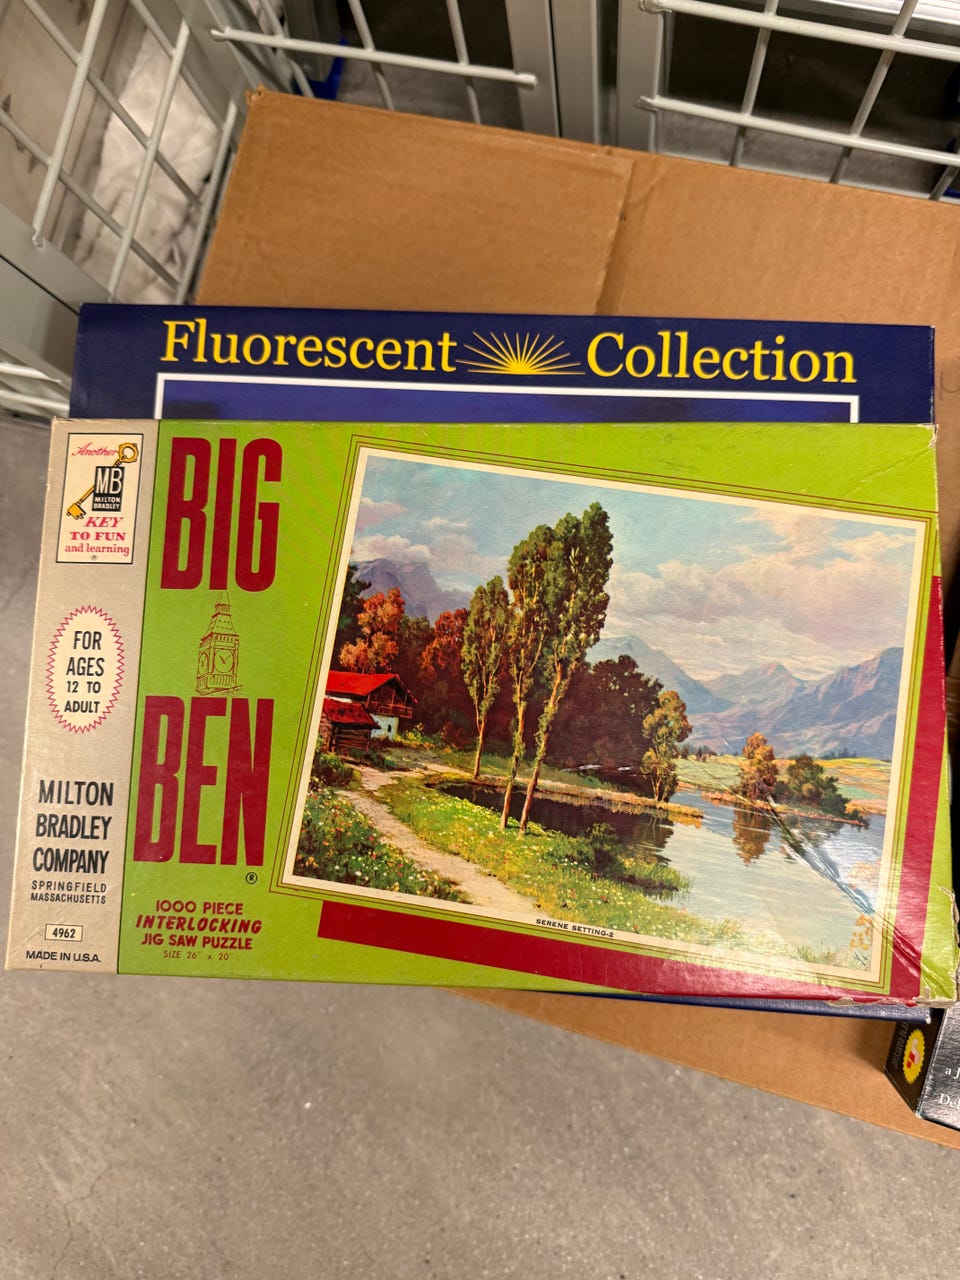 Fluorescent Collection
Another
MB
MILTON
BRADLEY
KEY
TO FUN
and learning
®
FOR
AGES
12 TO
ADULT
MILTON
BRADLEY
COMPANY
SPRINGFIELD
MASSACHUSETTS
4962
MADE IN U.S.A.
BIG
BEN
®
1000 PIECE
INTERLOCKING
JIG SAW PUZZLE
SIZE 26" x 20"
SERENE SETTING-2